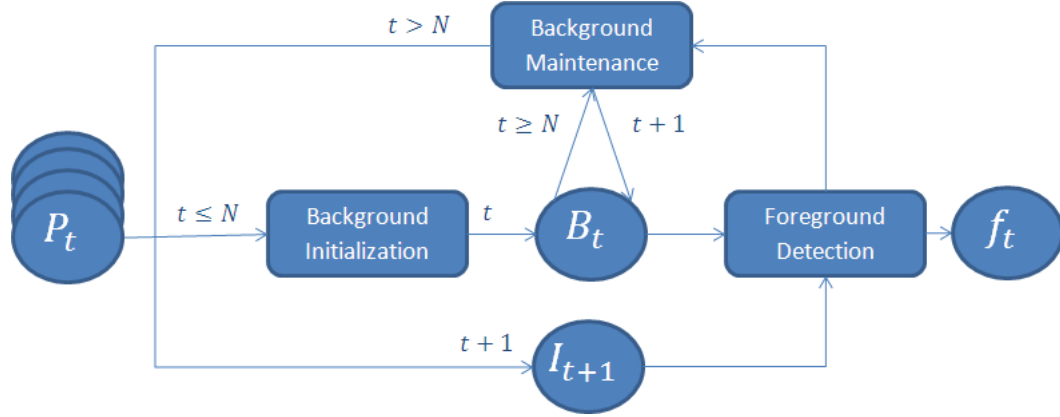 t > N
Background
Maintenance
t ≥ N
t + 1
P_t
t ≤ N
Background
Initialization
t
B_t
Foreground
Detection
f_t
t + 1
I_{t+1}